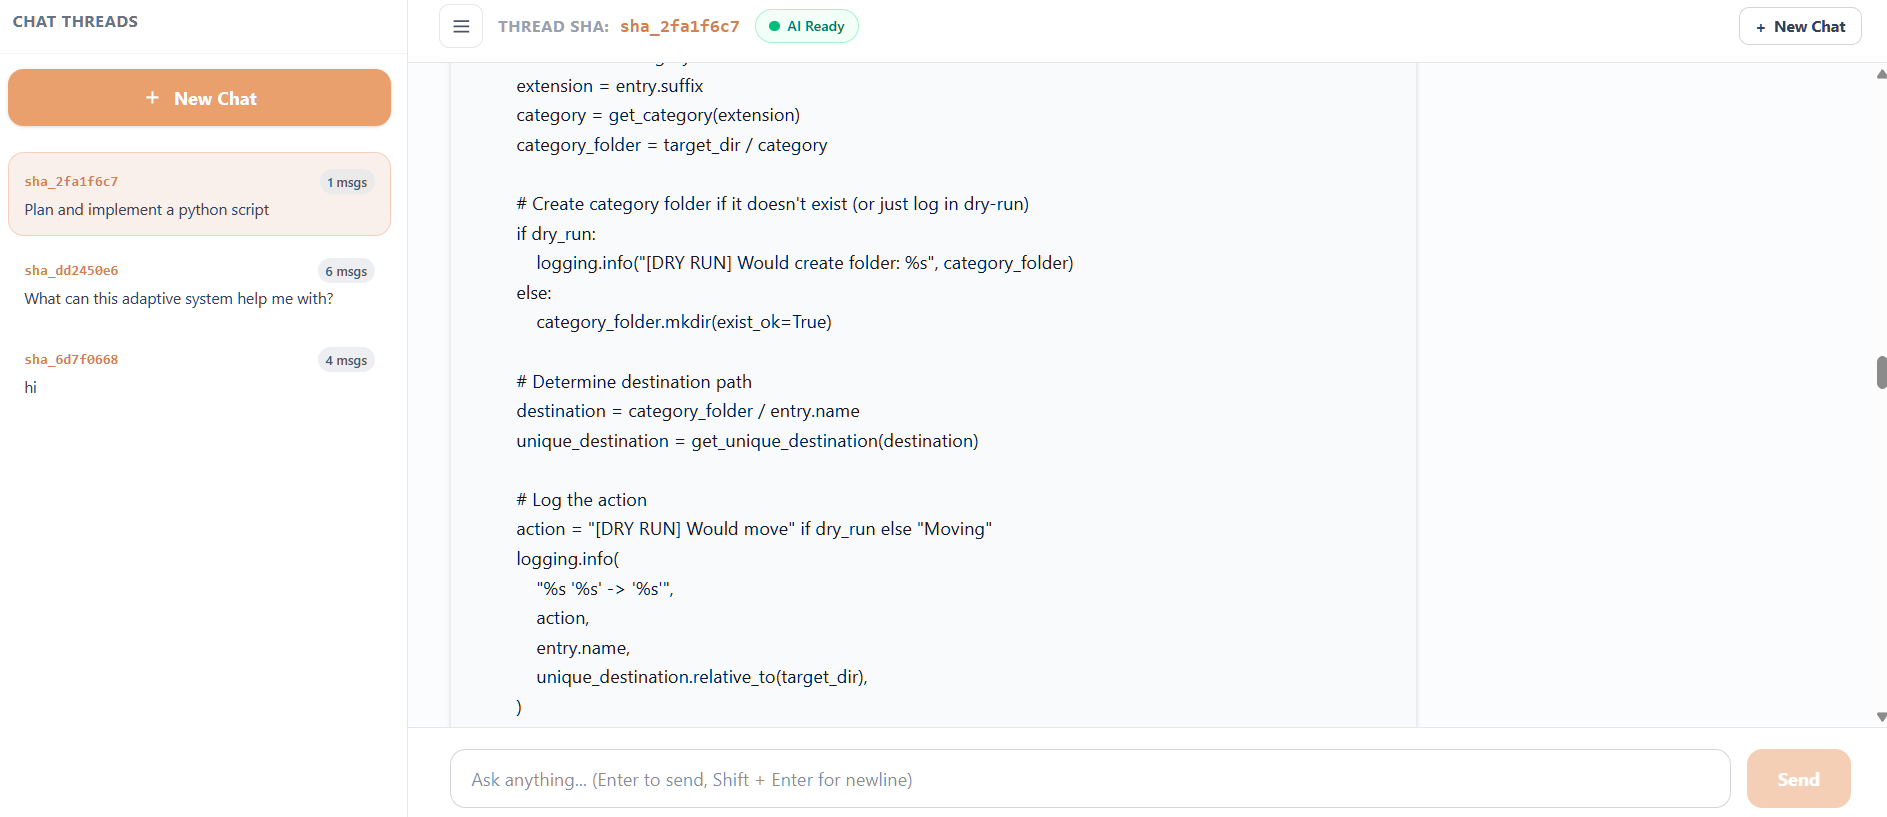 CHAT THREADS
+ New Chat
sha_2fa1f6c7
1 msgs
Plan and implement a python script
sha_dd2450e6
6 msgs
What can this adaptive system help me with?
sha_6d7f0668
4 msgs
hi
THREAD SHA: sha_2fa1f6c7
AI Ready
+ New Chat
extension = entry.suffix
category = get_category(extension)
category_folder = target_dir / category
# Create category folder if it doesn't exist (or just log in dry-run)
if dry_run:
logging.info("[DRY RUN] Would create folder: %s", category_folder)
else:
category_folder.mkdir(exist_ok=True)
# Determine destination path
destination = category_folder / entry.name
unique_destination = get_unique_destination(destination)
# Log the action
action = "[DRY RUN] Would move" if dry_run else "Moving"
logging.info(
"%s '%s' -> '%s'",
action,
entry.name,
unique_destination.relative_to(target_dir),
)
Ask anything... (Enter to send, Shift + Enter for newline)
Send